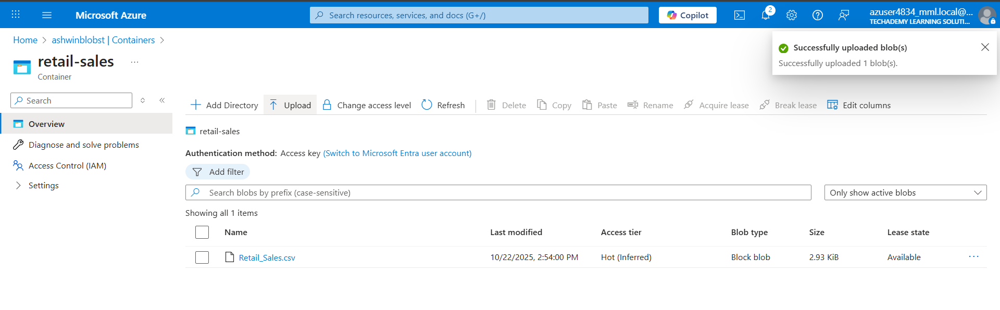 Microsoft Azure
Search resources, services, and docs (G+/)
Copilot
2
azuser4834_mml.local@...
TECHADEMY LEARNING SOLUTI...
Home > ashwinblobst | Containers >
Successfully uploaded blob(s)
Successfully uploaded 1 blob(s).
retail-sales ...
Container
Search
Add Directory Upload Change access level Refresh Delete Copy Paste Rename Acquire lease Break lease Edit columns
Overview
Diagnose and solve problems
Access Control (IAM)
Settings
retail-sales
Authentication method: Access key (Switch to Microsoft Entra user account)
Add filter
Search blobs by prefix (case-sensitive)
Only show active blobs
Showing all 1 items
Name Last modified Access tier Blob type Size Lease state
Retail_Sales.csv 10/22/2025, 2:54:00 PM Hot (Inferred) Block blob 2.93 KiB Available ...